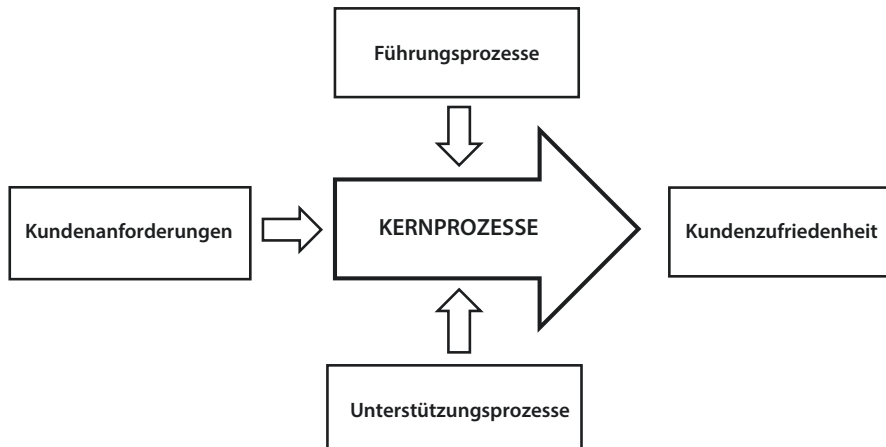 Führungsprozesse
Kundenanforderungen
KERNPROZESSE
Kundenzufriedenheit
Unterstützungsprozesse